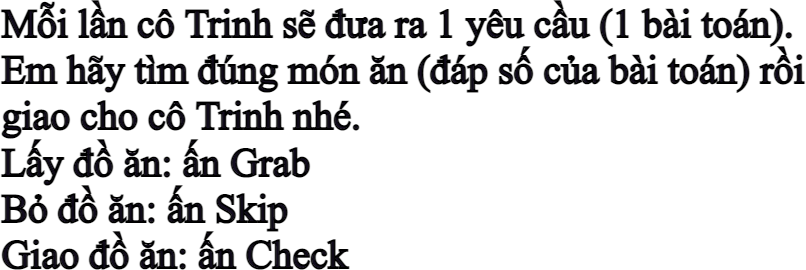 Mỗi lần cô Trinh sẽ đưa ra 1 yêu cầu (1 bài toán).
Em hãy tìm đúng món ăn (đáp số của bài toán) rồi
giao cho cô Trinh nhé.
Lấy đồ ăn: ấn Grab
Bỏ đồ ăn: ấn Skip
Giao đồ ăn: ấn Check